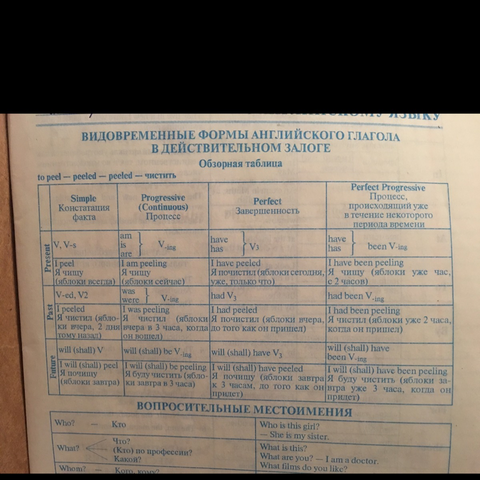 ЯЗЫКУ
ВИДОВРЕМЕННЫЕ ФОРМЫ АНГЛИЙСКОГО ГЛАГОЛА
В ДЕЙСТВИТЕЛЬНОМ ЗАЛОГЕ
Обзорная таблица
to peel — peeled — peeled — чистить
Simple
Констатация
факта
Progressive
(Continuous)
Процесс
Perfect
Завершенность
Perfect Progressive
Процесс,
происходящий уже
в течение некоторого
периода времени
Present
V, V-s
am
is
are
V-ing
have
has
V3
have
has
been V-ing
I peel
Я чищу
(яблоки всегда)
I am peeling
Я чищу
(яблоки сейчас)
I have peeled
Я почистил (яблоки сегодня,
уже, только что)
I have been peeling
Я чищу (яблоки уже час,
с 2 часов)
Past
V-ed, V2
was
were
V-ing
had V3
had been V-ing
I peeled
Я чистил (ябло-
ки вчера, 2 дня
тому назад)
I was peeling
Я чистил (яблоки
вчера в 3 часа, когда
он вошел)
I had peeled
Я почистил (яблоки вчера,
до того как он пришел)
I had been peeling
Я чистил (яблоки уже 2 часа,
когда он пришел)
Future
will (shall) V
will (shall) be V-ing
will (shall) have V3
will (shall) have
been V-ing
I will (shall) peel
Я почищу
(яблоки завтра)
I will (shall) be peeling
Я буду чистить (ябло-
ки завтра в 3 часа)
I will (shall) have peeled
Я почищу (яблоки завтра
к 3 часам, до того как он
придет)
I will (shall) have been peeling
Я буду чистить (яблоки за-
втра уже 3 часа, когда он
придет)
ВОПРОСИТЕЛЬНЫЕ МЕСТОИМЕНИЯ
Who? — Кто
Who is this girl?
— She is my sister.
What?
Что?
(Кто) по профессии?
Какой?
What is this?
What are you? — I am a doctor.
What films do you like?
Whom? — Кого, кому?